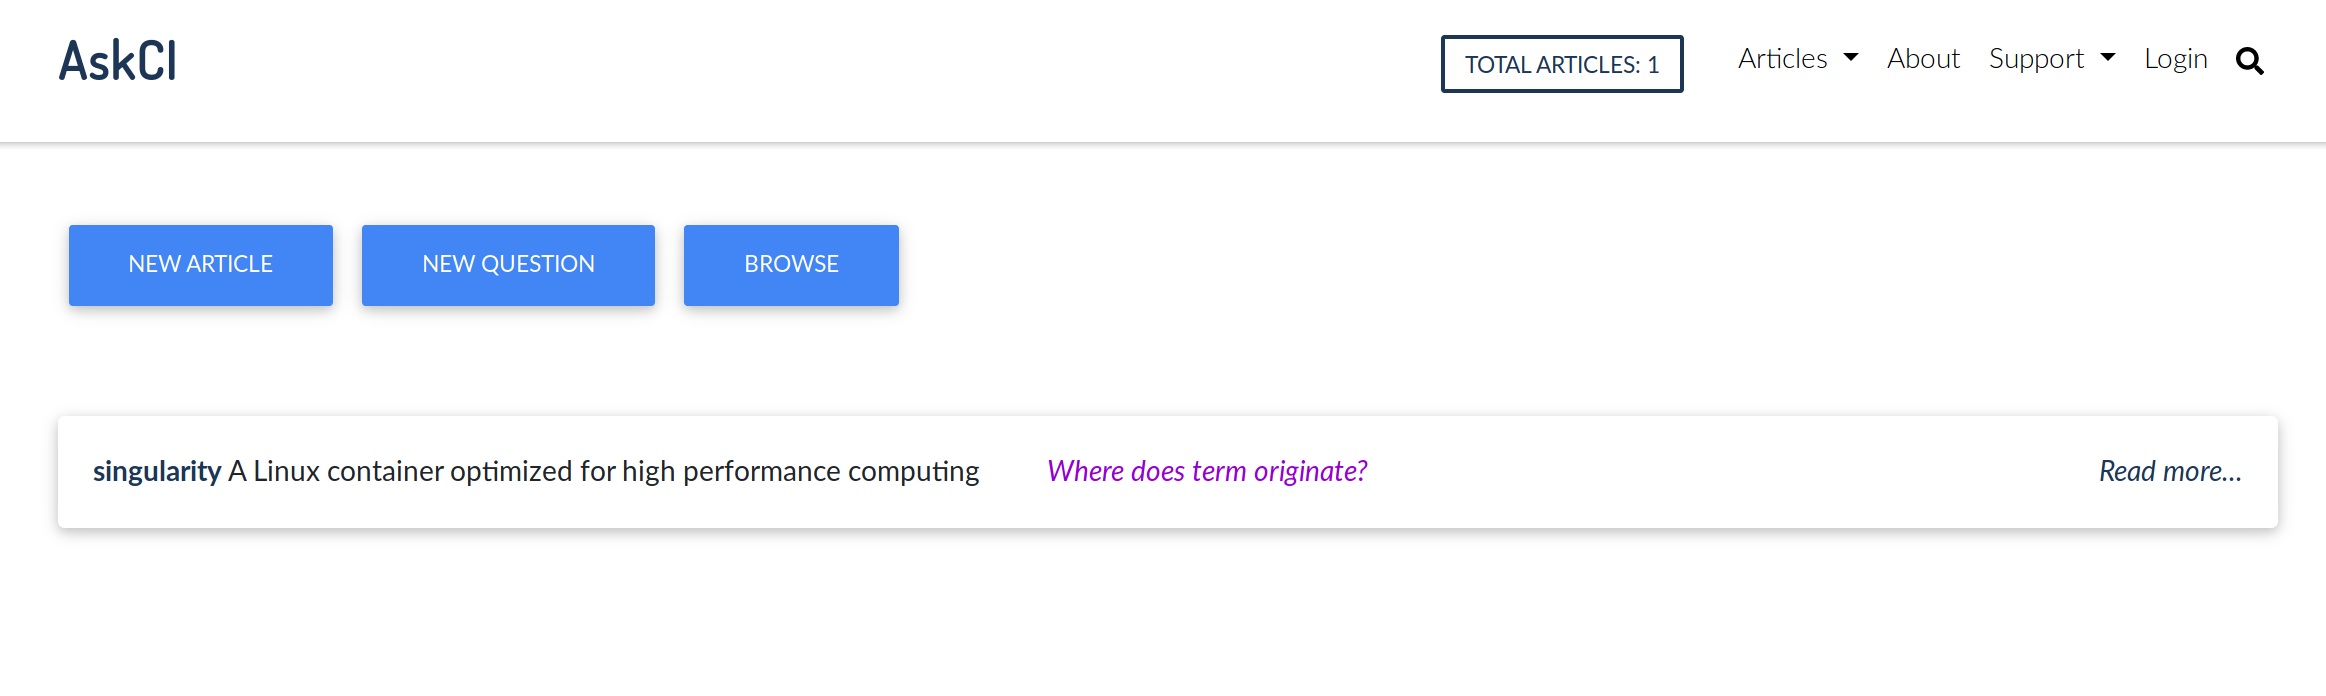 AskCI
TOTAL ARTICLES: 1
Articles
About
Support
Login
NEW ARTICLE
NEW QUESTION
BROWSE
singularity A Linux container optimized for high performance computing
Where does term originate?
Read more...